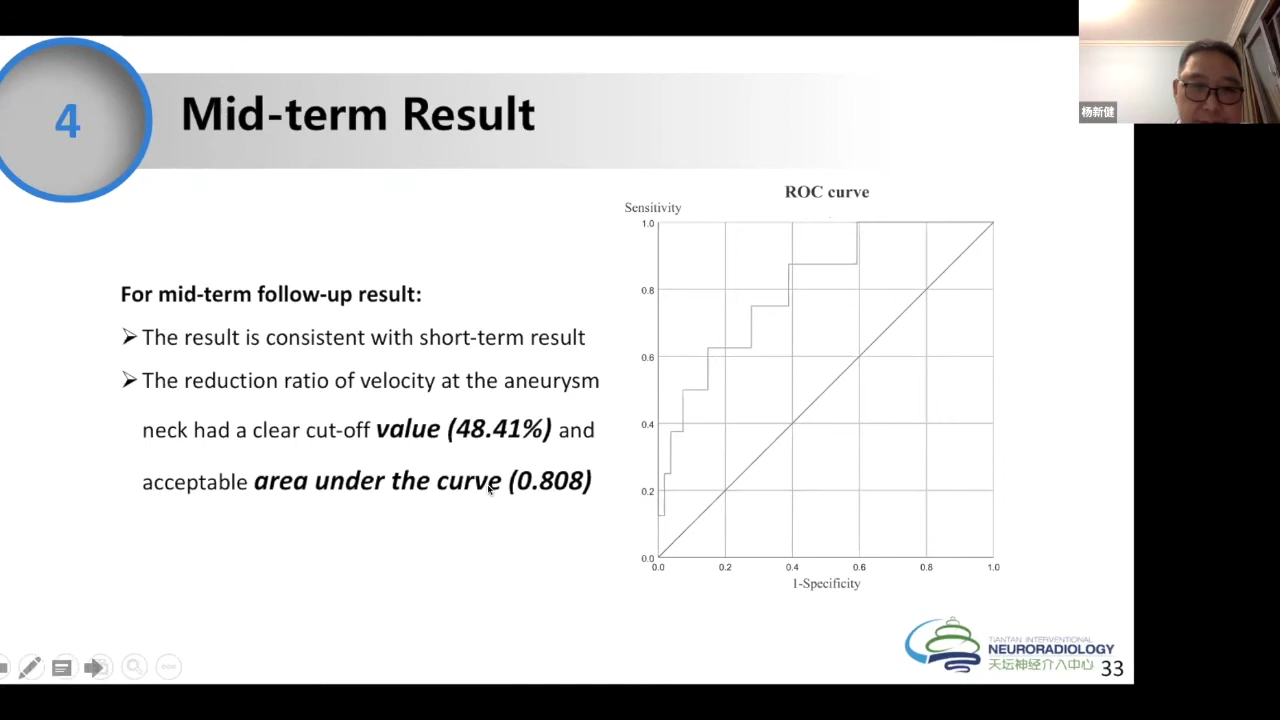 4
Mid-term Result
杨新健
For mid-term follow-up result:
➢The result is consistent with short-term result
➢The reduction ratio of velocity at the aneurysm
neck had a clear cut-off value (48.41%) and
acceptable area under the curve (0.808)
ROC curve
Sensitivity
1.0
0.8
0.6
0.4
0.2
0.0
0.0 0.2 0.4 0.6 0.8 1.0
1-Specificity
TIANTAN INTERVENTIONAL
NEURORADIOLOGY
天坛神经介入中心
33